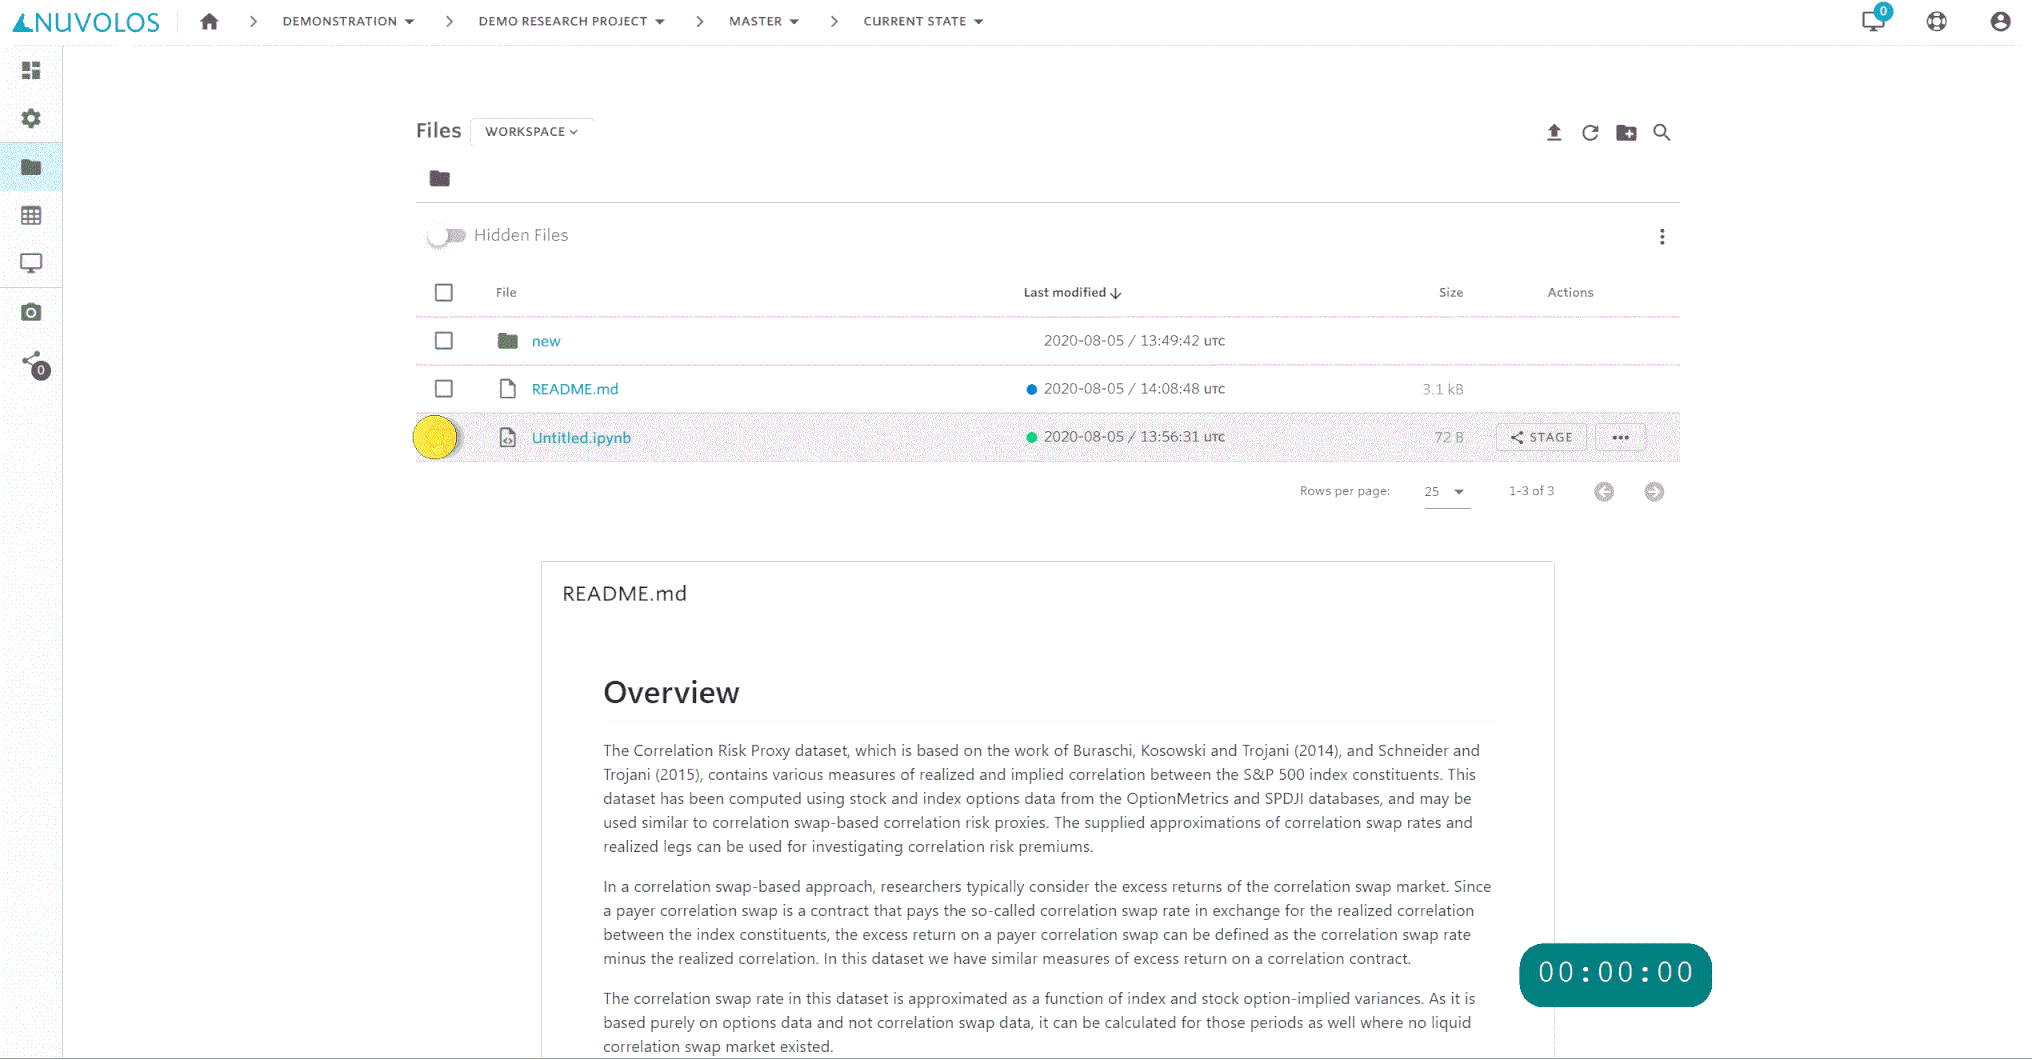 NUVOLOS
DEMONSTRATION
DEMO RESEARCH PROJECT
MASTER
CURRENT STATE
0
Files
WORKSPACE
Hidden Files
File Last modified Size Actions
new 2020-08-05 / 13:49:42 UTC
README.md 2020-08-05 / 14:08:48 UTC 3.1 kB
Untitled.ipynb 2020-08-05 / 13:56:31 UTC 72 B STAGE
0
Rows per page: 25 1-3 of 3
README.md
Overview
The Correlation Risk Proxy dataset, which is based on the work of Buraschi, Kosowski and Trojani (2014), and Schneider and
Trojani (2015), contains various measures of realized and implied correlation between the S&P 500 index constituents. This
dataset has been computed using stock and index options data from the OptionMetrics and SPDJI databases, and may be
used similar to correlation swap-based correlation risk proxies. The supplied approximations of correlation swap rates and
realized legs can be used for investigating correlation risk premiums.
In a correlation swap-based approach, researchers typically consider the excess returns of the correlation swap market. Since
a payer correlation swap is a contract that pays the so-called correlation swap rate in exchange for the realized correlation
between the index constituents, the excess return on a payer correlation swap can be defined as the correlation swap rate
minus the realized correlation. In this dataset we have similar measures of excess return on a correlation contract.
The correlation swap rate in this dataset is approximated as a function of index and stock option-implied variances. As it is
based purely on options data and not correlation swap data, it can be calculated for those periods as well where no liquid
correlation swap market existed.
00:00:00